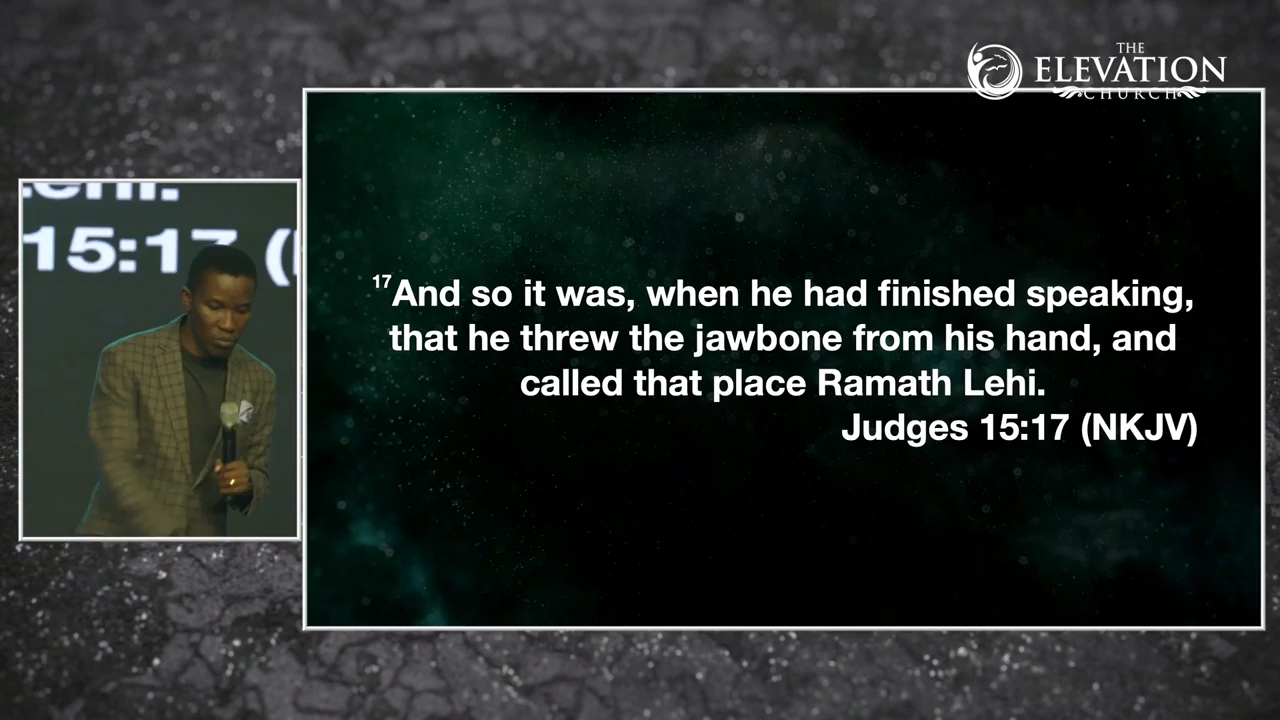 THE
ELEVATION
CHURCH
Lehi.
15:17 (
17And so it was, when he had finished speaking,
that he threw the jawbone from his hand, and
called that place Ramath Lehi.
Judges 15:17 (NKJV)